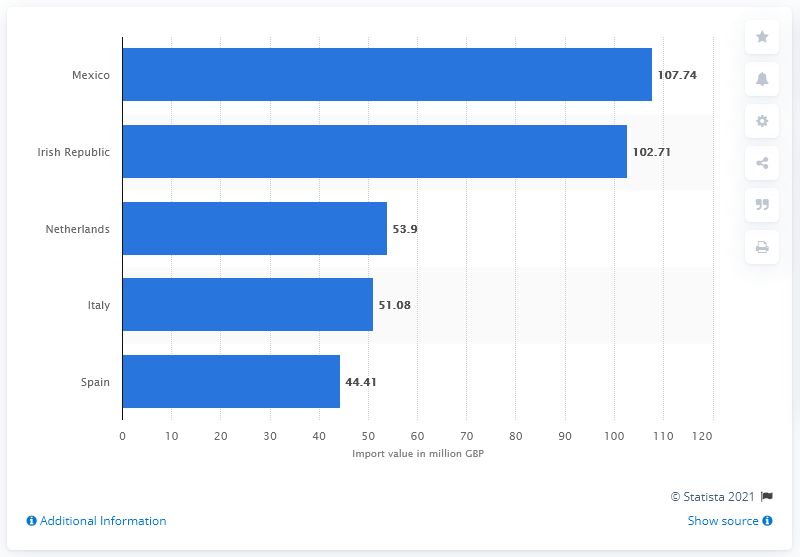 Mexico 107.74
Irish Republic 102.71
Netherlands 53.9
Italy 51.08
Spain 44.41
0 10 20 30 40 50 60 70 80 90 100 110 120
Import value in million GBP
© Statista 2021
Additional Information Show source